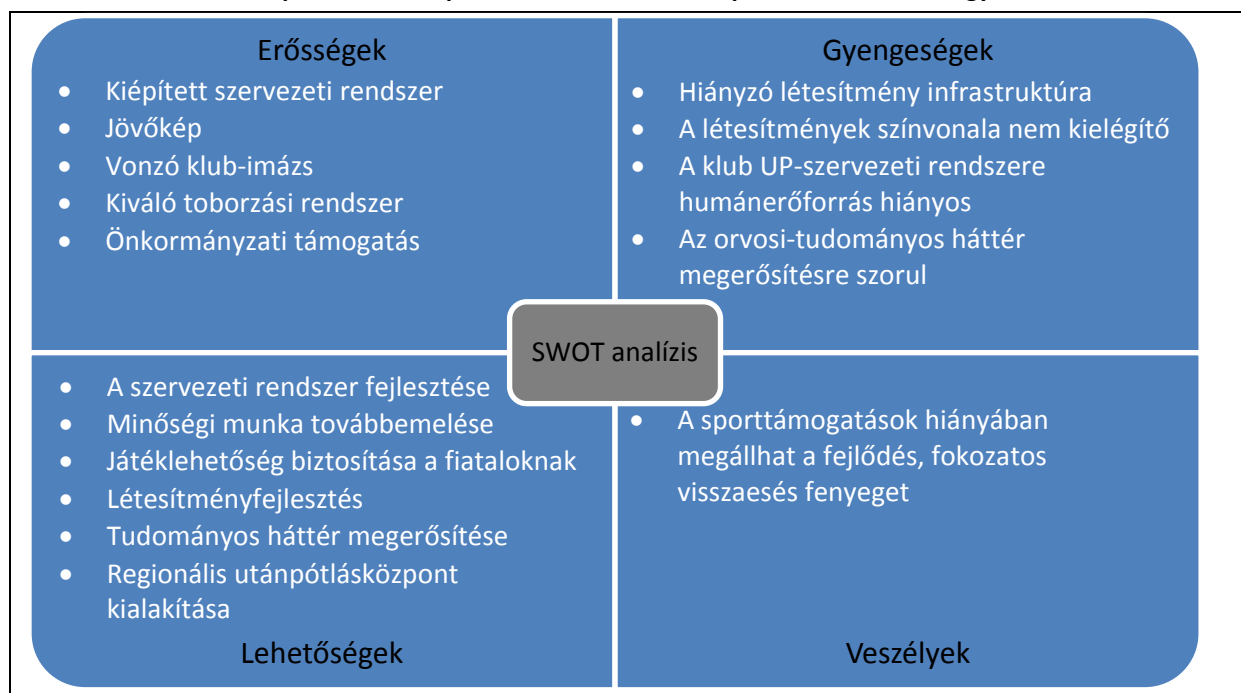 Erősségek
• Kiépített szervezeti rendszer
• Jövőkép
• Vonzó klub-imázs
• Kiváló toborzási rendszer
• Önkormányzati támogatás
Gyengeségek
• Hiányzó létesítmény infrastruktúra
• A létesítmények színvonala nem kielégítő
• A klub UP-szervezeti rendszere
humánerőforrás hiányos
• Az orvosi-tudományos háttér
megerősítésre szorul
SWOT analízis
• A szervezeti rendszer fejlesztése
• Minőségi munka továbbemelése
• Játéklehetőség biztosítása a fiataloknak
• Létesítményfejlesztés
• Tudományos háttér megerősítése
• Regionális utánpótlásközpont
kialakítása
Lehetőségek
• A sporttámogatások hiányában
megállhat a fejlődés, fokozatos
visszaesés fenyeget
Veszélyek